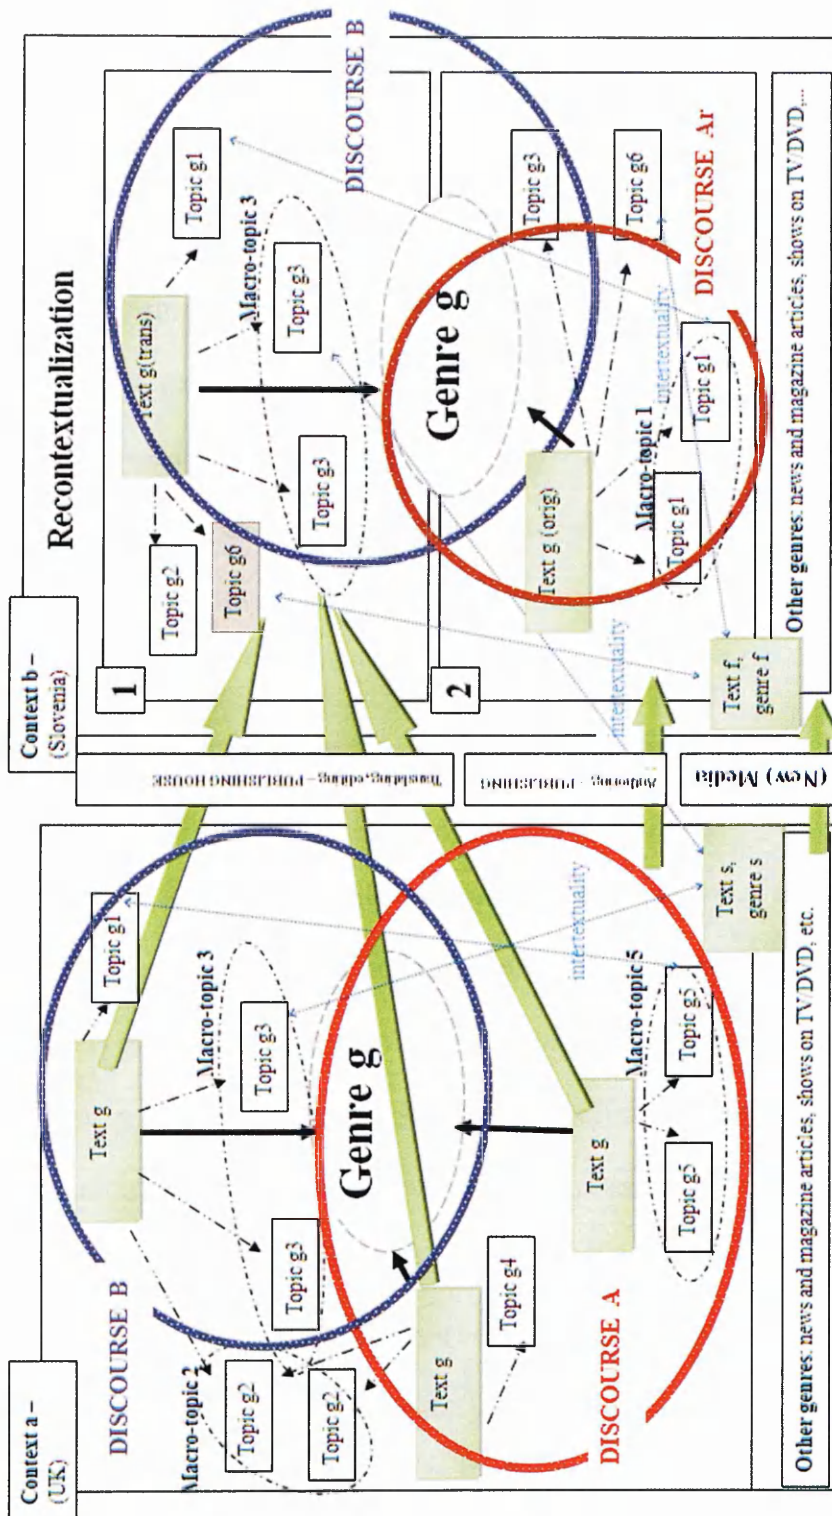 Recontextualization
Context a –
(UK)
DISCOURSE B
Macro-topic 2
Topic g2
Topic g2
Text g
Topic g1
Macro-topic 3
Topic g3
Topic g3
Genre g
Text g
Topic g4
DISCOURSE A
Text g
Macro-topic 5
Topic g5
Topic g5
intertextuality
Text s,
genre s
Other genres: news and magazine articles, shows on TV/DVD, etc.
Translating, editing – PUBLISHING HOUSE
Authoring – PUBLISHING
(New) Media
Context b –
(Slovenia)
1
Topic g2
Topic g6
Text g(trans)
Topic g1
Macro-topic 3
Topic g3
Topic g3
DISCOURSE B
2
Genre g
Text g (orig)
Topic g3
Topic g6
Macro-topic 1
Topic g1
Topic g1
intertextuality
intertextuality
DISCOURSE Ar
Text f,
genre f
Other genres: news and magazine articles, shows on TV/DVD,...